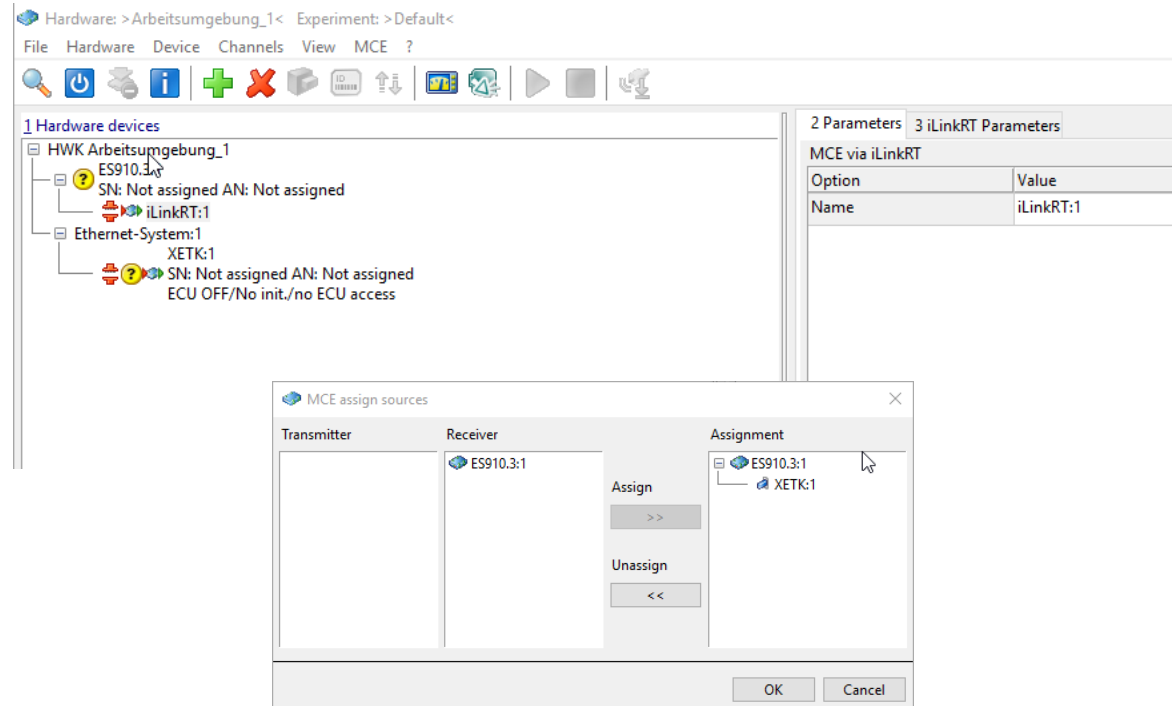 Hardware: >Arbeitsumgebung_1<   Experiment: >Default<
File   Hardware   Device   Channels   View   MCE   ?
1 Hardware devices
HWK Arbeitsumgebung_1
SN: Not assigned AN: Not assigned
iLinkRT:1
Ethernet-System:1
XETK:1
SN: Not assigned AN: Not assigned
ECU OFF/No init./no ECU access
2 Parameters   3 iLinkRT Parameters
MCE via iLinkRT
Option   Value
Name   iLinkRT:1
MCE assign sources
Transmitter   Receiver   Assignment
ES910.3:1
Assign
>>
Unassign
<<
ES910.3:1
XETK:1
OK   Cancel